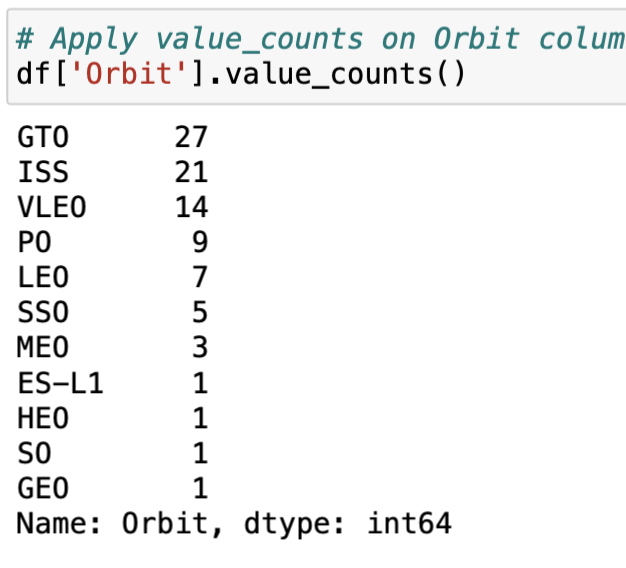 # Apply value_counts on Orbit colum
df['Orbit'].value_counts()
GTO 27
ISS 21
VLEO 14
PO 9
LEO 7
SSO 5
MEO 3
ES-L1 1
HEO 1
SO 1
GEO 1
Name: Orbit, dtype: int64